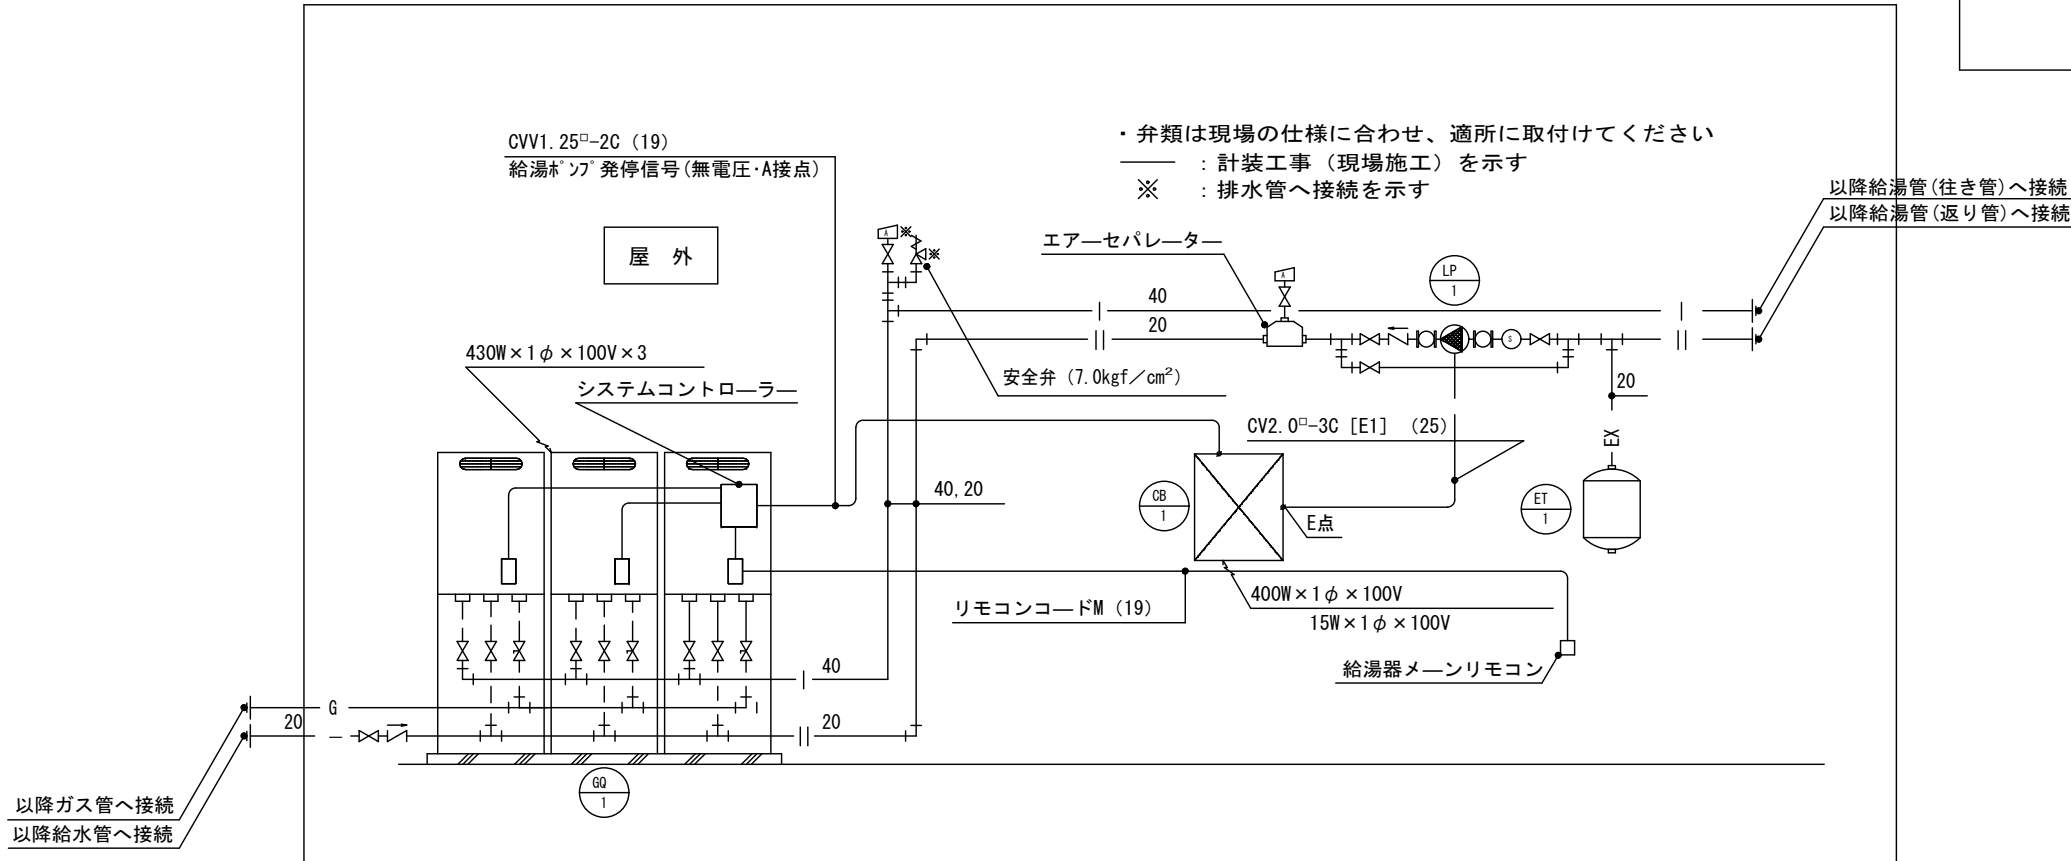 CVV1.25□-2C (19)
給湯ﾎﾟﾝﾌﾟ発停信号(無電圧・A接点)
・弁類は現場の仕様に合わせ、適所に取付けてください
：計装工事（現場施工）を示す
※ ：排水管へ接続を示す
以降給湯管(往き管)へ接続
以降給湯管(返り管)へ接続
屋 外
A ※
※
エアーセパレーター
A
LP
1
40
20
S
430W×1φ×100V×3
システムコントローラー
安全弁 (7.0kgf／cm²)
20
CV2.0□-3C [E1] (25)
EX
40,20
CB
1
E点
ET
1
リモコンコードM (19)
400W×1φ×100V
15W×1φ×100V
給湯器メーンリモコン
40
G
20
20
GQ
1
以降ガス管へ接続
以降給水管へ接続